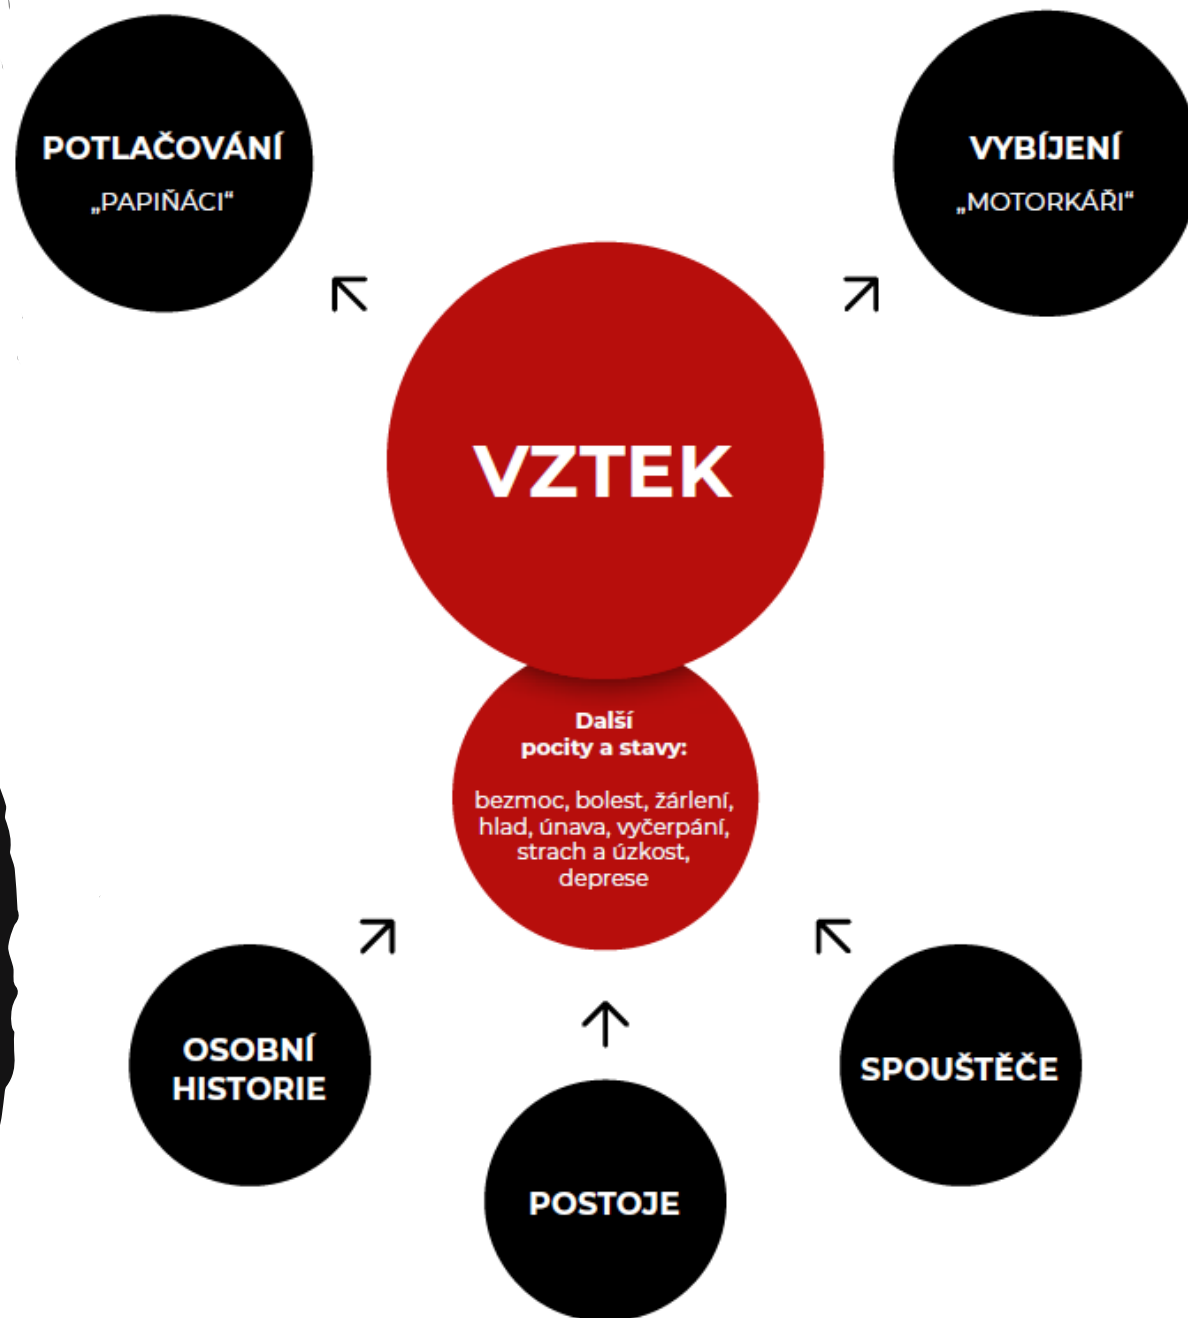 POTLAČOVÁNÍ
„PAPIŇÁCI“
VYBÍJENÍ
„MOTORKÁŘI“
VZTEK
Další
pocity a stavy:
bezmoc, bolest, žárlení,
hlad, únava, vyčerpání,
strach a úzkost,
deprese
OSOBNÍ
HISTORIE
POSTOJE
SPOUŠTĚČE